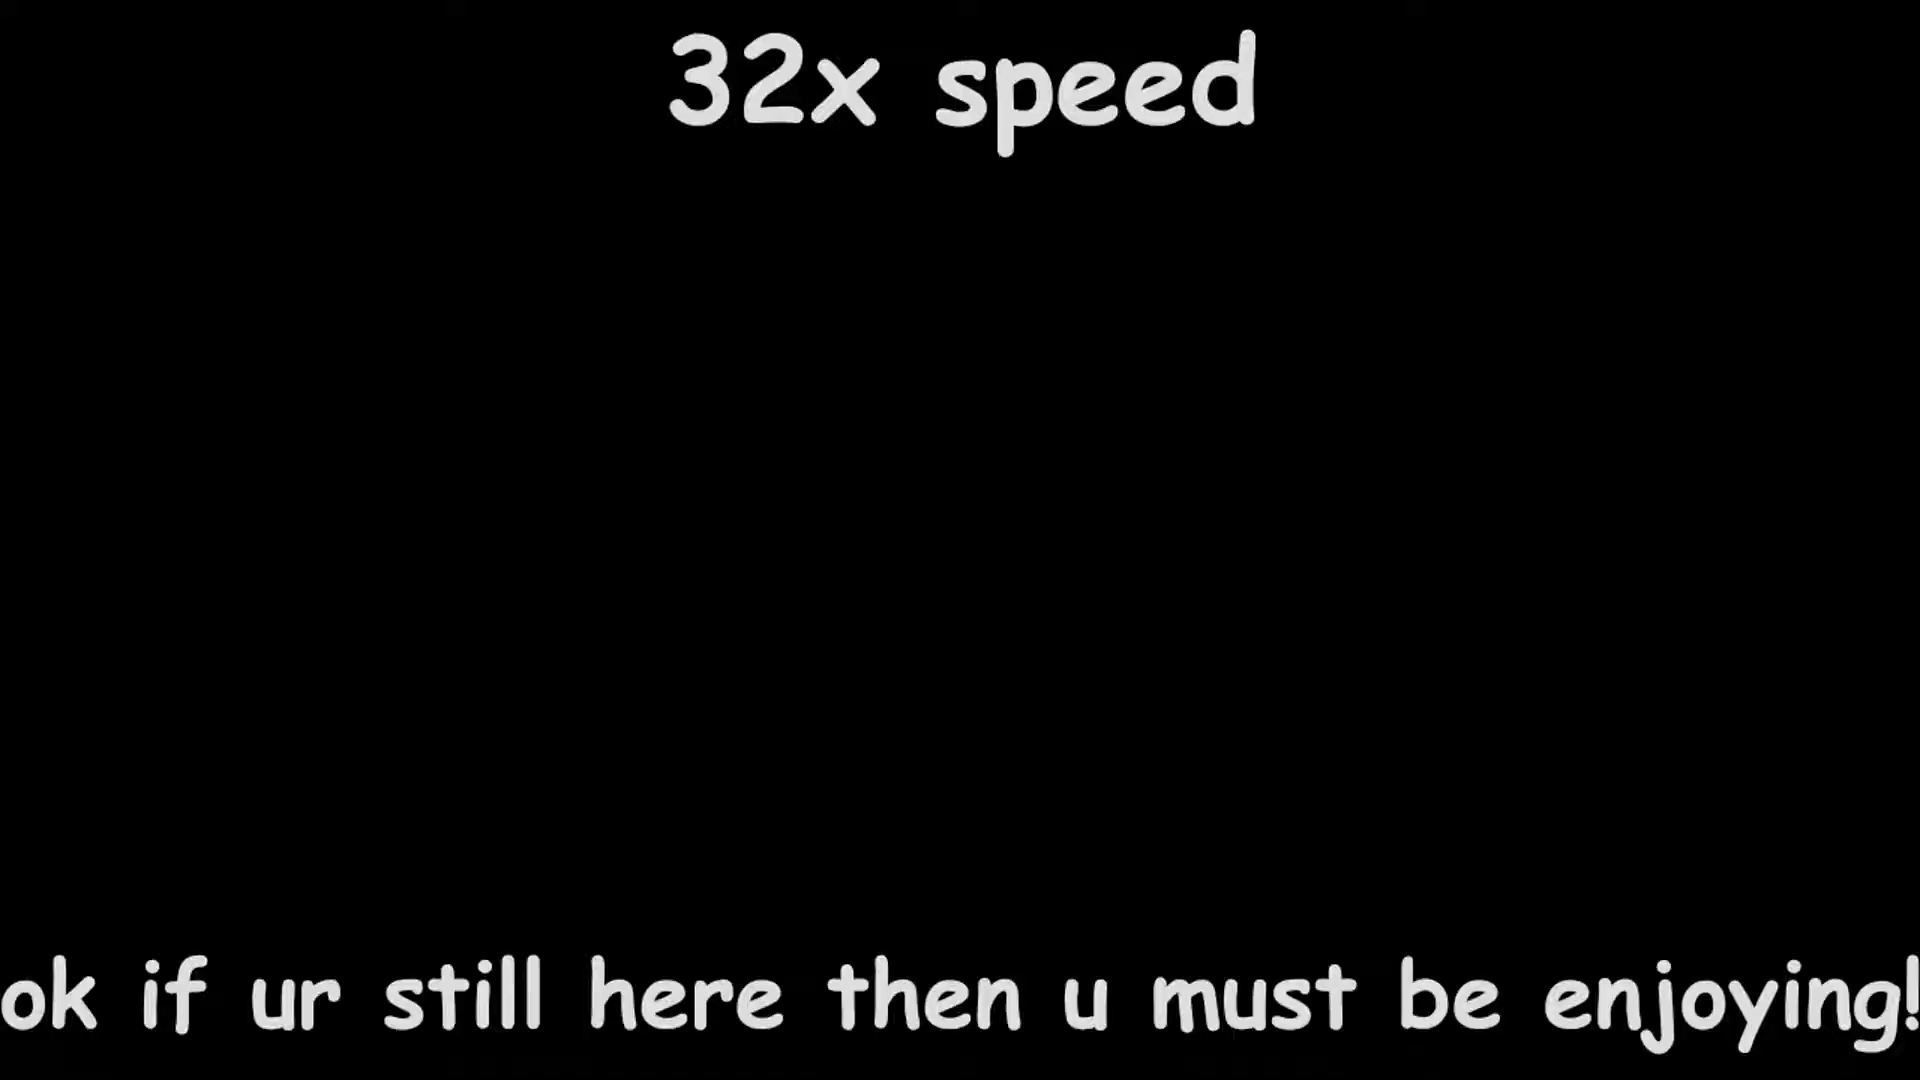 32x speed
ok if ur still here then u must be enjoying!